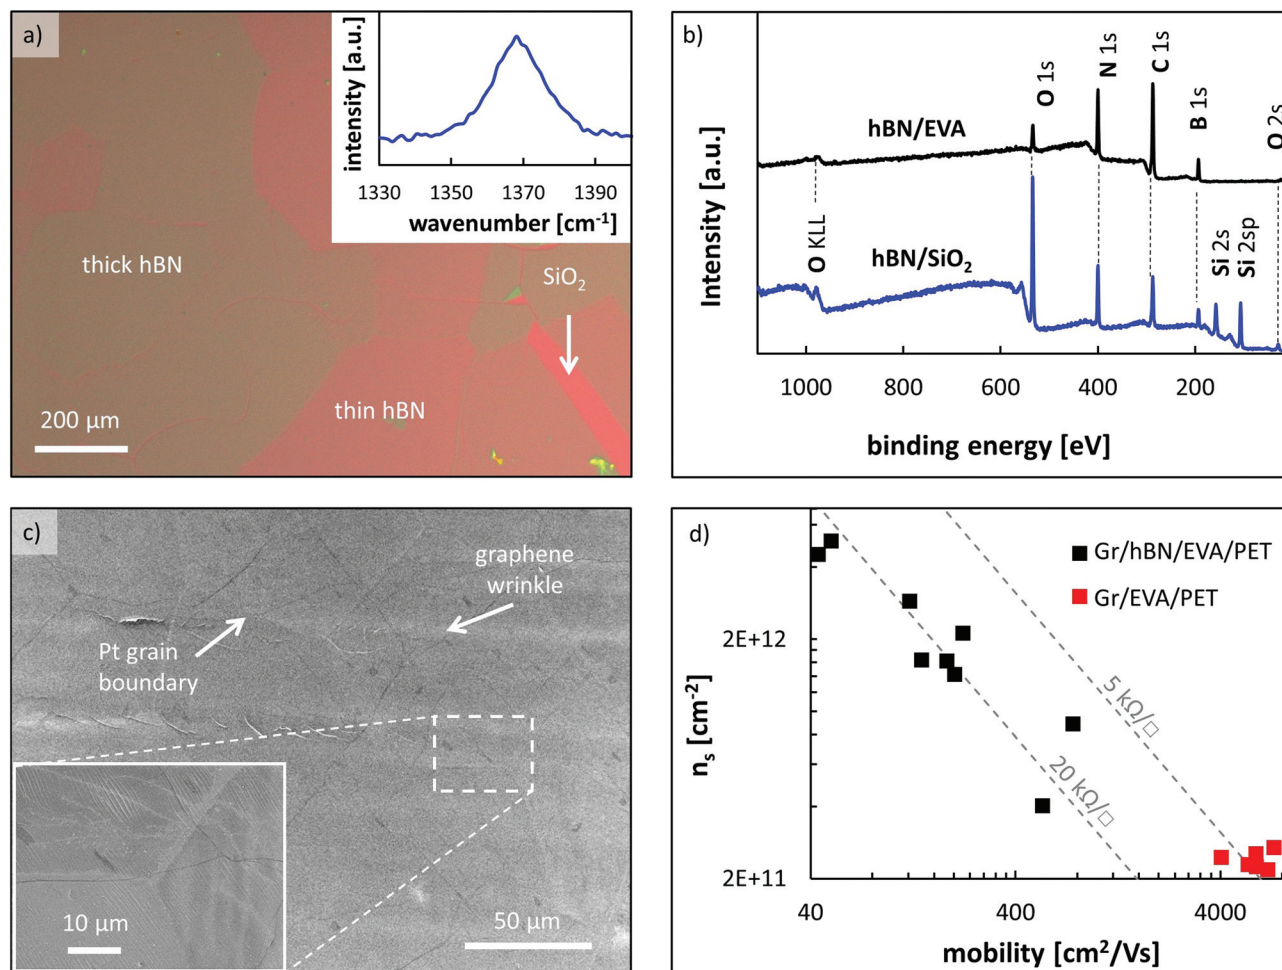 a)
intensity [a.u.]
1330
1350
1370
1390
wavenumber [cm⁻¹]
thick hBN
SiO₂
thin hBN
200 µm
b)
Intensity [a.u.]
hBN/EVA
hBN/SiO₂
O KLL
O 1s
N 1s
C 1s
B 1s
Si 2s
Si 2sp
O 2s
1000
800
600
400
200
binding energy [eV]
c)
graphene
wrinkle
Pt grain
boundary
10 µm
50 µm
d)
Gr/hBN/EVA/PET
Gr/EVA/PET
nₛ [cm⁻²]
2E+12
2E+11
5 kΩ/□
20 kΩ/□
40
400
4000
mobility [cm²/Vs]